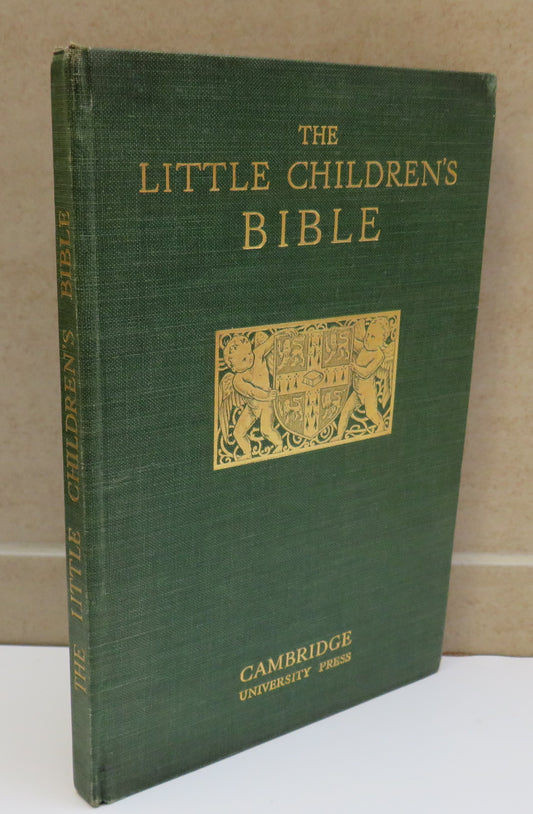 THE
LITTLE CHILDREN'S
BIBLE
CAMBRIDGE
UNIVERSITY PRESS
THE LITTLE CHILDREN'S BIBLE